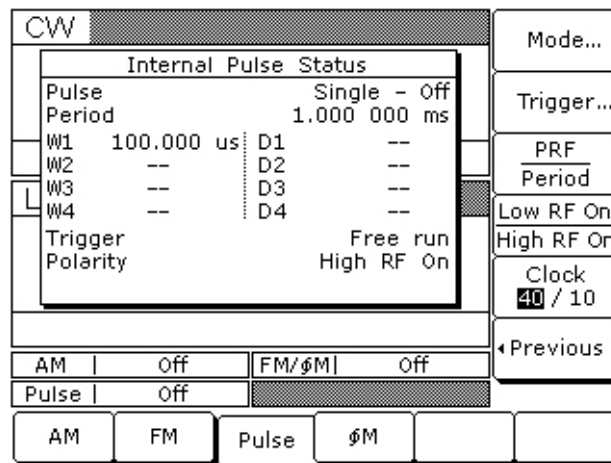 CW
Internal Pulse Status
Pulse Single - Off
Period 1.000 000 ms
W1 100.000 us D1 --
W2 -- D2 --
W3 -- D3 --
W4 -- D4 --
L
Trigger Free run
Polarity High RF On
AM | Off FM/ϕM| Off
Pulse | Off
Mode...
Trigger...
PRF
Period
Low RF On
High RF On
Clock
40 / 10
Previous
AM FM Pulse ϕM